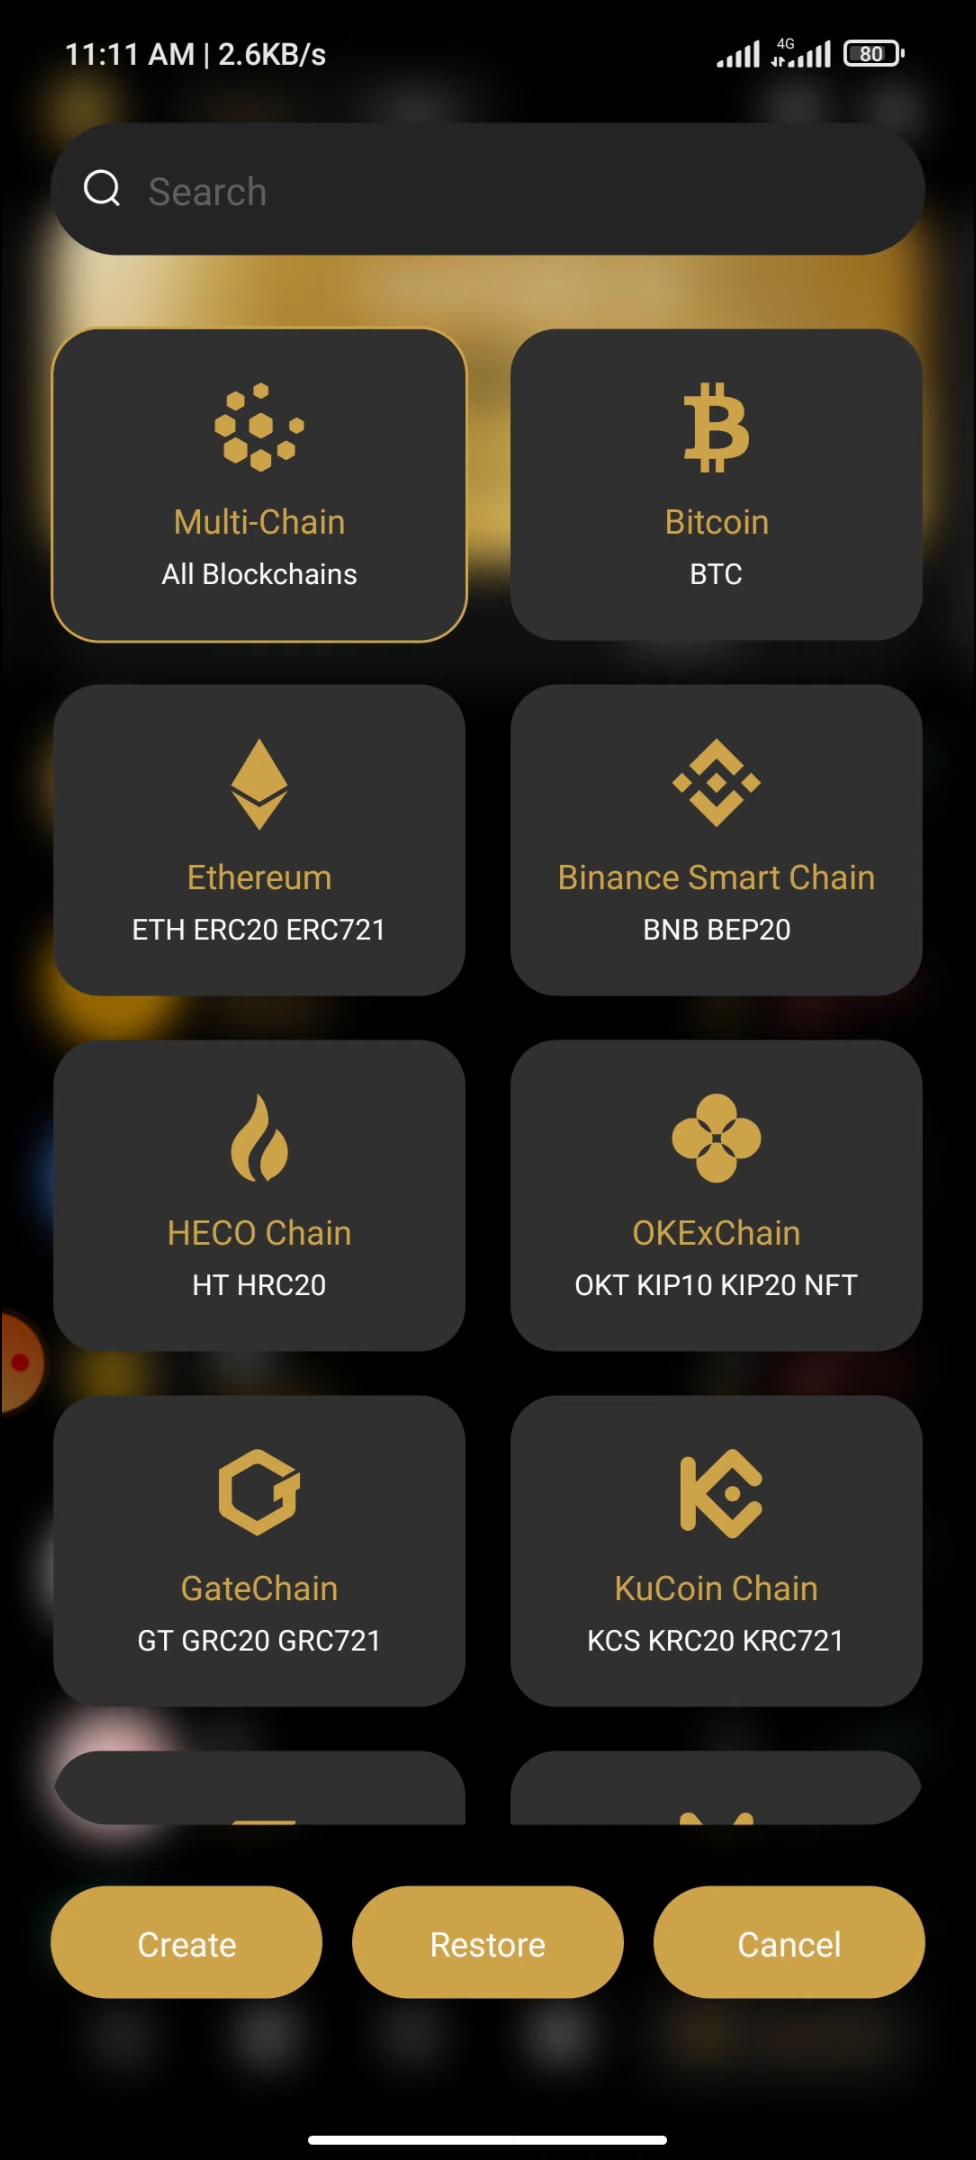 11:11 AM | 2.6KB/s 4G 80
Search
Multi-Chain
All Blockchains
Bitcoin
BTC
Ethereum
ETH ERC20 ERC721
Binance Smart Chain
BNB BEP20
HECO Chain
HT HRC20
OKExChain
OKT KIP10 KIP20 NFT
GateChain
GT GRC20 GRC721
KuCoin Chain
KCS KRC20 KRC721
Create
Restore
Cancel